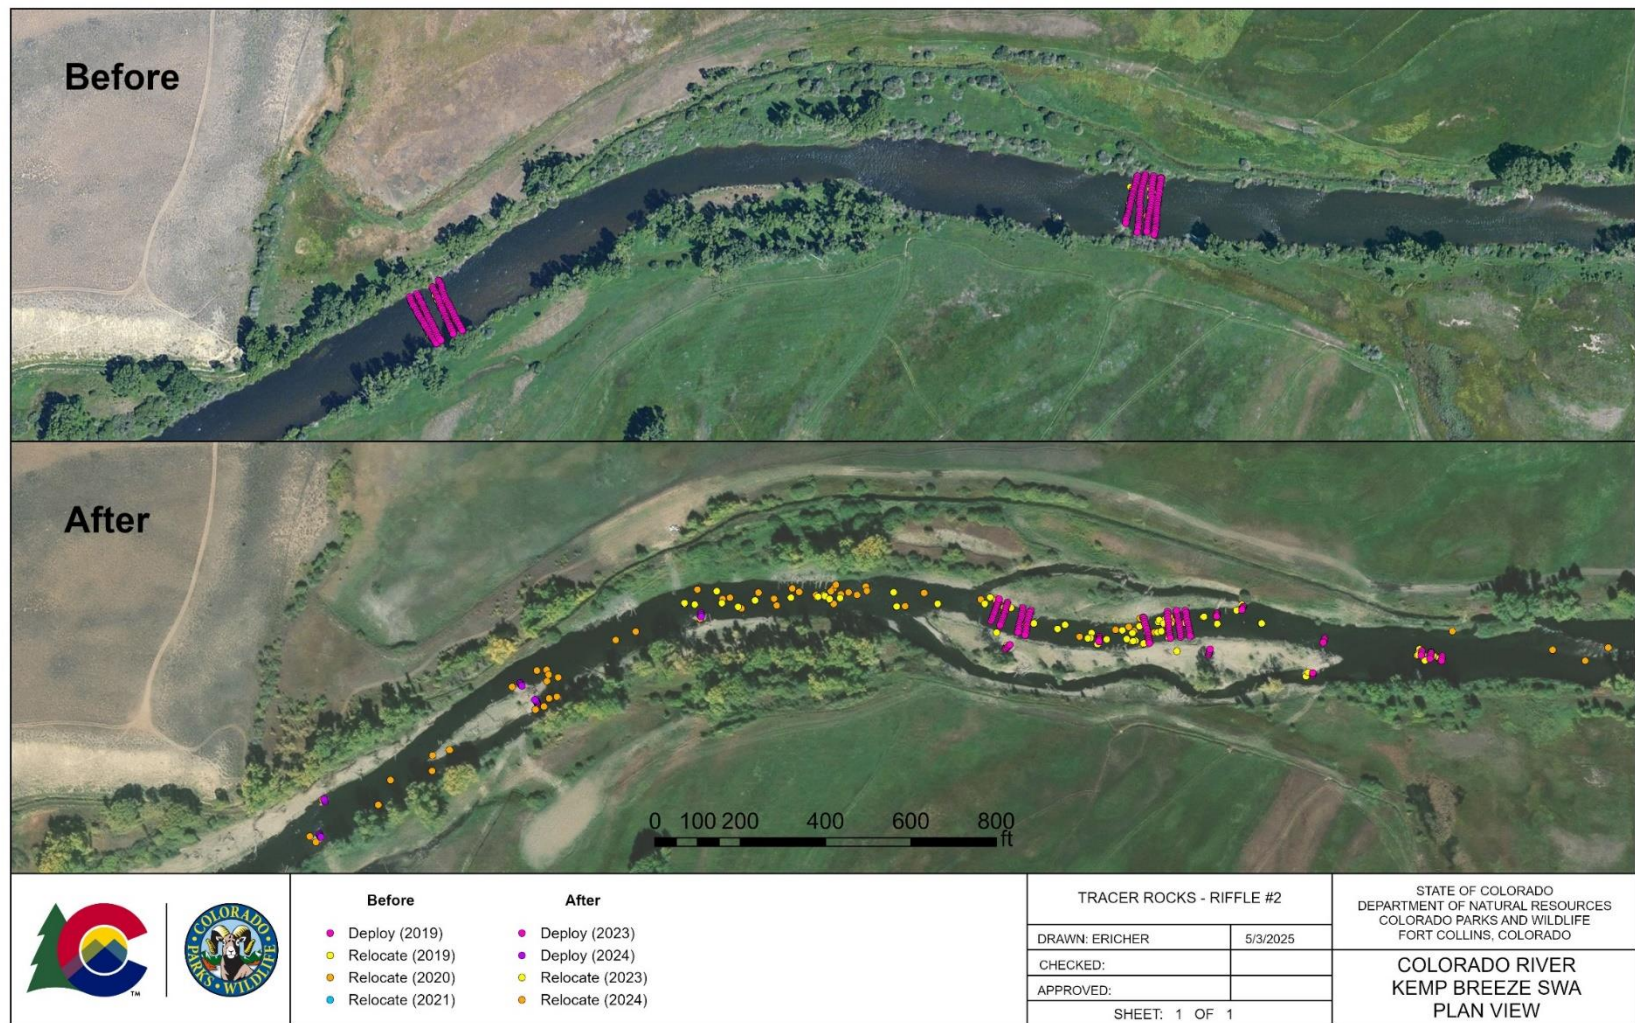 Before
After
0 100 200 400 600 800
ft
COLORADO
PARKS & WILDLIFE
TM
Before
Deploy (2019)
Relocate (2019)
Relocate (2020)
Relocate (2021)
After
Deploy (2023)
Deploy (2024)
Relocate (2023)
Relocate (2024)
TRACER ROCKS - RIFFLE #2
DRAWN: ERICHER 5/3/2025
CHECKED:
APPROVED:
SHEET: 1 OF 1
STATE OF COLORADO
DEPARTMENT OF NATURAL RESOURCES
COLORADO PARKS AND WILDLIFE
FORT COLLINS, COLORADO
COLORADO RIVER
KEMP BREEZE SWA
PLAN VIEW